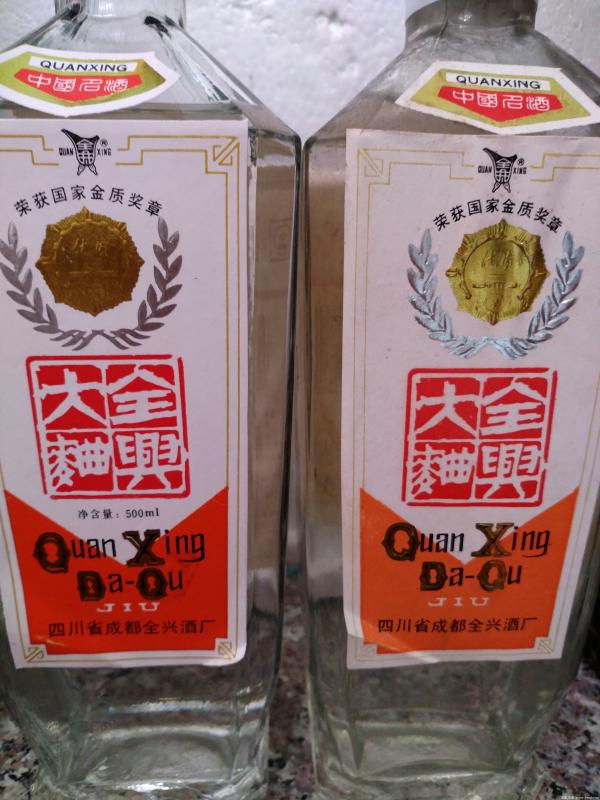 QUANXING
中國名酒
QUAN XING
荣获国家金质奖章
全興
大麯
净含量：500ml
Quan Xing
Da-Qu
JIU
四川省成都全兴酒厂
QUANXING
中國名酒
QUAN XING
荣获国家金质奖章
全興
大麯
Quan Xing
Da-Qu
JIU
四川省成都全兴酒厂